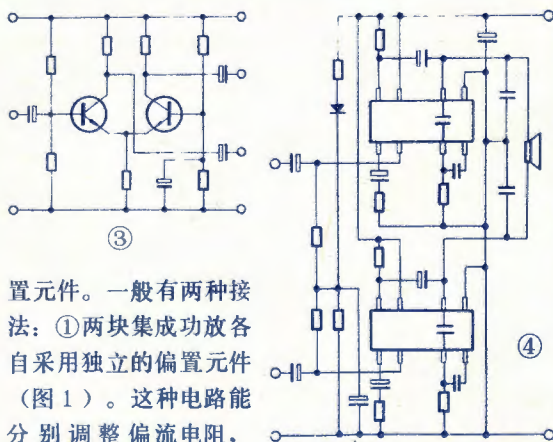 ③
④
置元件。一般有两种接
法：①两块集成功放各
自采用独立的偏置元件
（图1）。这种电路能
分别调整偏流电阻，